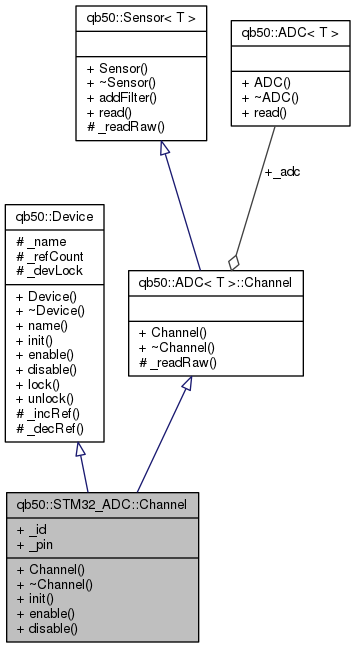 qb50::Sensor< T >
+ Sensor()
+ ~Sensor()
+ addFilter()
+ read()
# _readRaw()
qb50::ADC< T >
+ ADC()
+ ~ADC()
+ read()
+_adc
qb50::Device
# _name
# _refCount
# _devLock
+ Device()
+ ~Device()
+ name()
+ init()
+ enable()
+ disable()
+ lock()
+ unlock()
# _incRef()
# _decRef()
qb50::ADC< T >::Channel
+ Channel()
+ ~Channel()
# _readRaw()
qb50::STM32_ADC::Channel
+ _id
+ _pin
+ Channel()
+ ~Channel()
+ init()
+ enable()
+ disable()